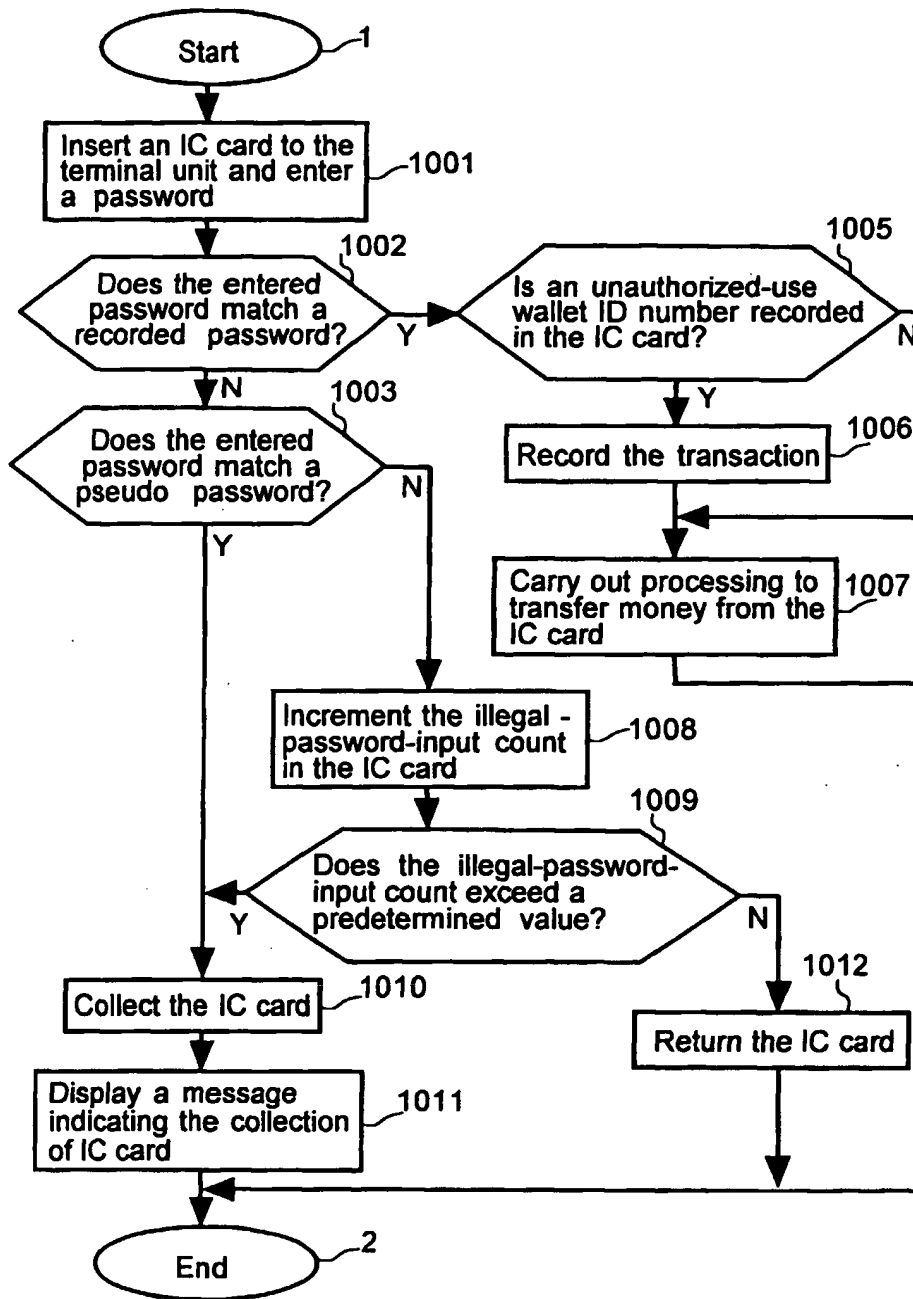 Start
1
Insert an IC card to the
terminal unit and enter
a password
1001
1002
Does the entered
password match a
recorded password?
Y
N
1005
Is an unauthorized-use
wallet ID number recorded
in the IC card?
N
Y
1003
Does the entered
password match a
pseudo password?
N
Y
1006
Record the transaction
Carry out processing to
transfer money from the
IC card
1007
Increment the illegal -
password-input count
in the IC card
1008
1009
Does the illegal-password-
input count exceed a
predetermined value?
Y
N
Collect the IC card
1010
1012
Return the IC card
Display a message
indicating the collection
of IC card
1011
End
2